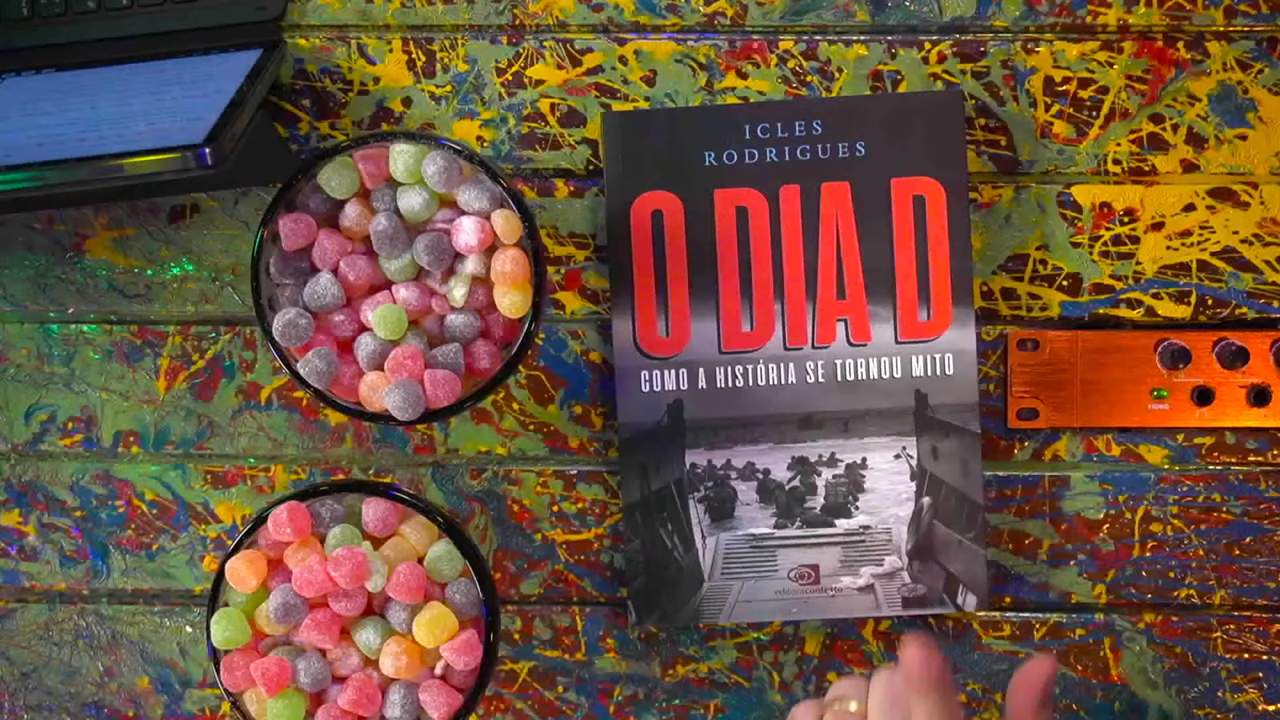 ICLES
RODRIGUES
O DIA D
COMO A HISTÓRIA SE TORNOU MITO
editoracontexto